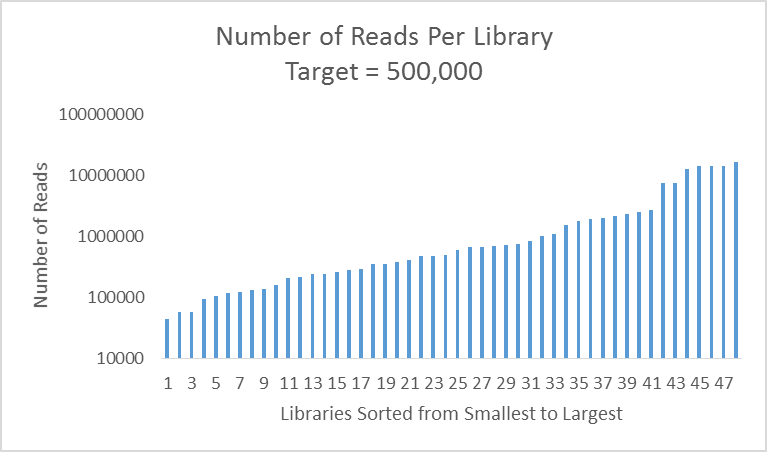 Number of Reads Per Library
Target = 500,000
100000000
10000000
1000000
100000
10000
Number of Reads
1 3 5 7 9 11 13 15 17 19 21 23 25 27 29 31 33 35 37 39 41 43 45 47
Libraries Sorted from Smallest to Largest